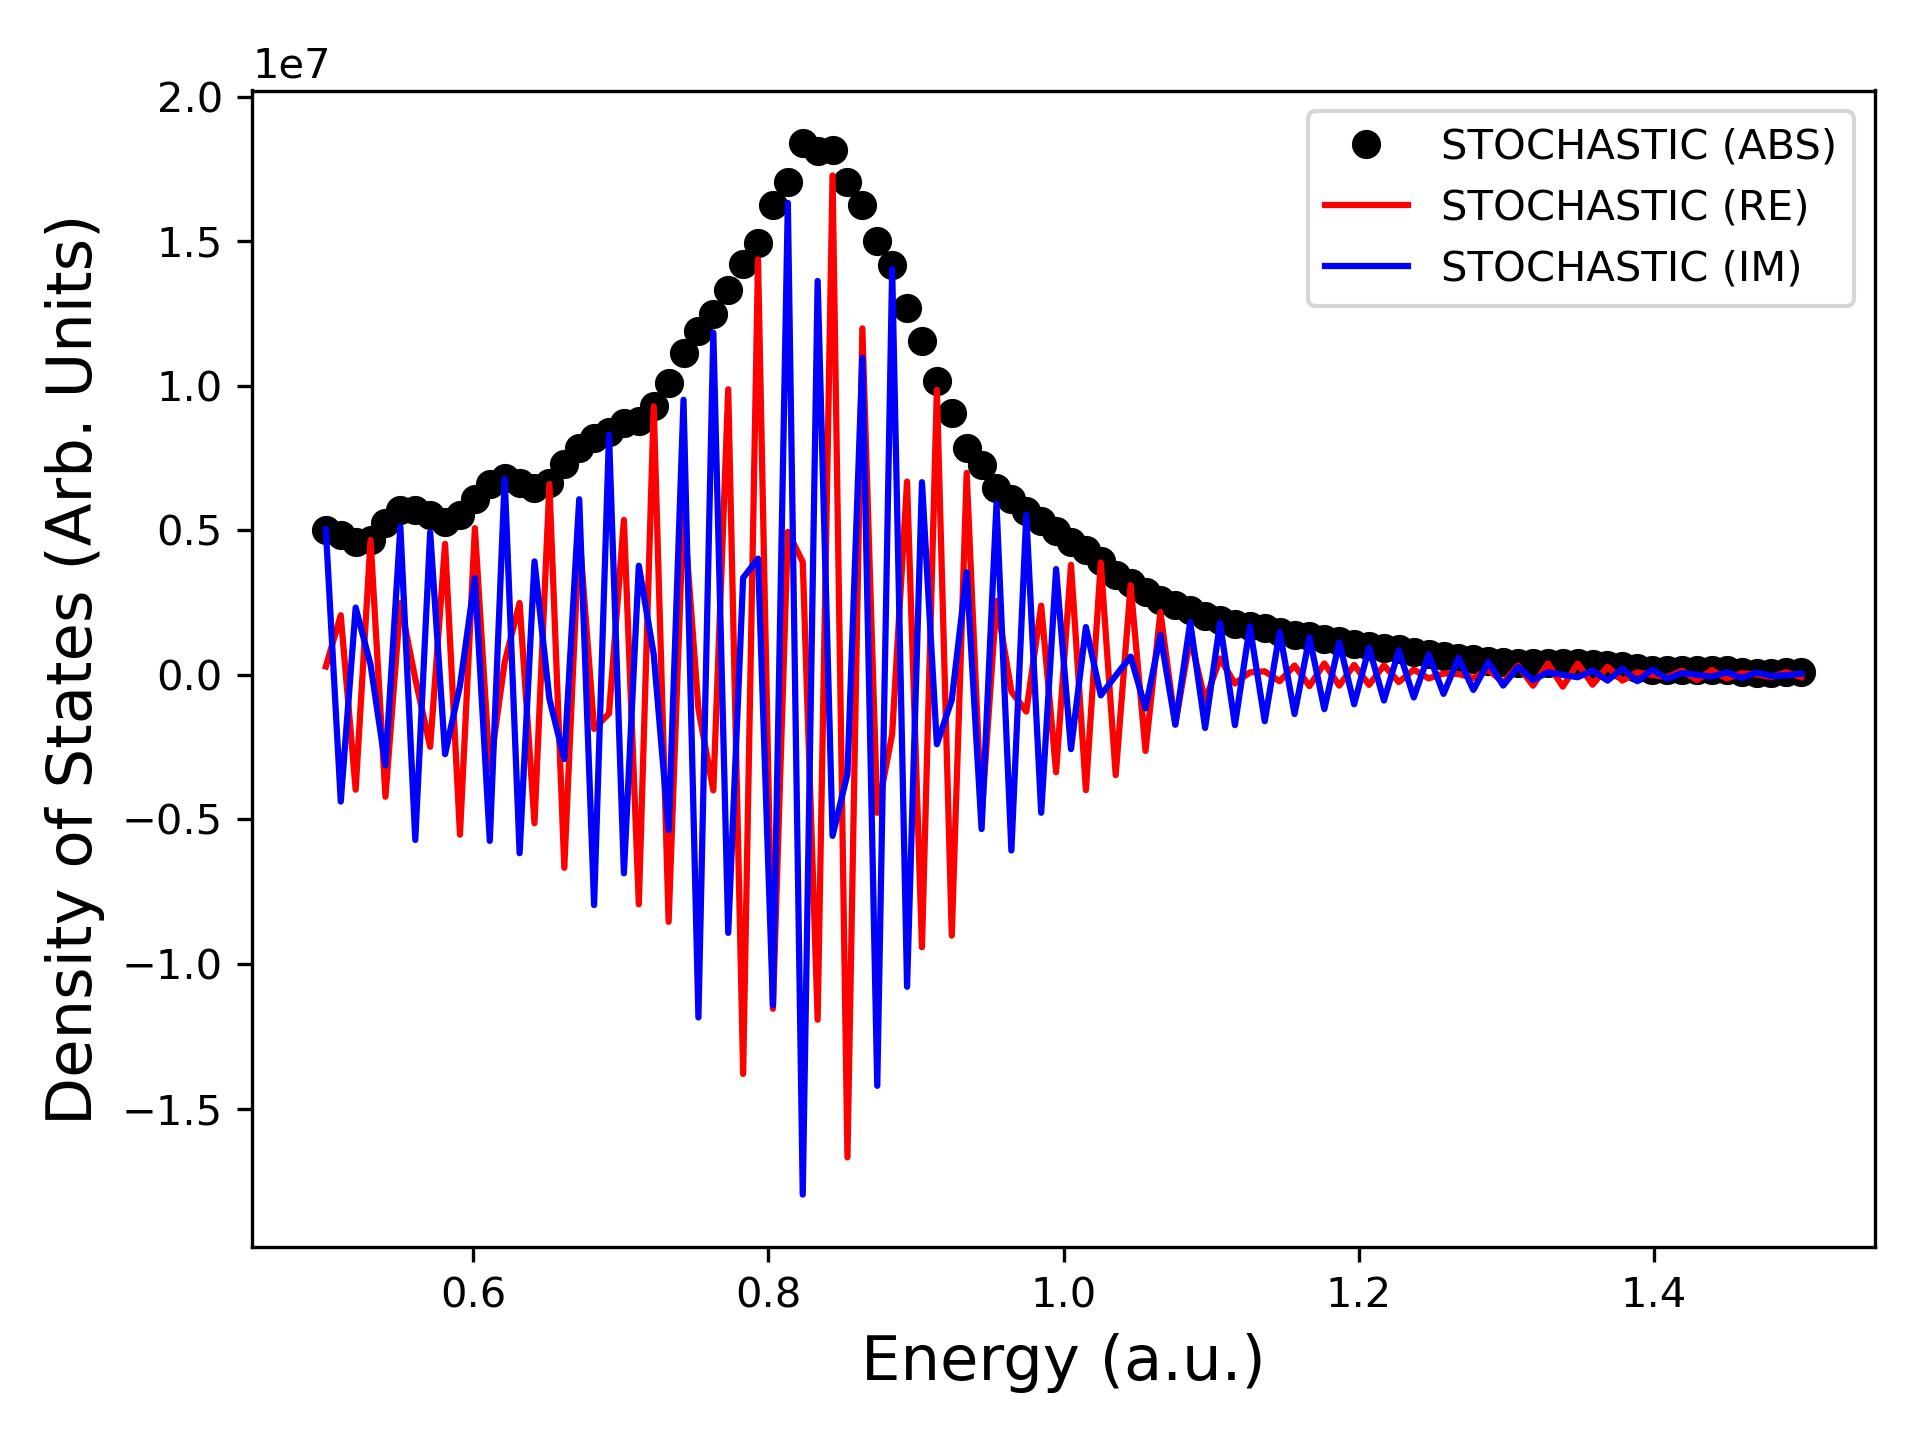 1e7
2.0
1.5
1.0
0.5
0.0
−0.5
−1.0
−1.5
Density of States (Arb. Units)
STOCHASTIC (ABS)
STOCHASTIC (RE)
STOCHASTIC (IM)
0.6 0.8 1.0 1.2 1.4
Energy (a.u.)